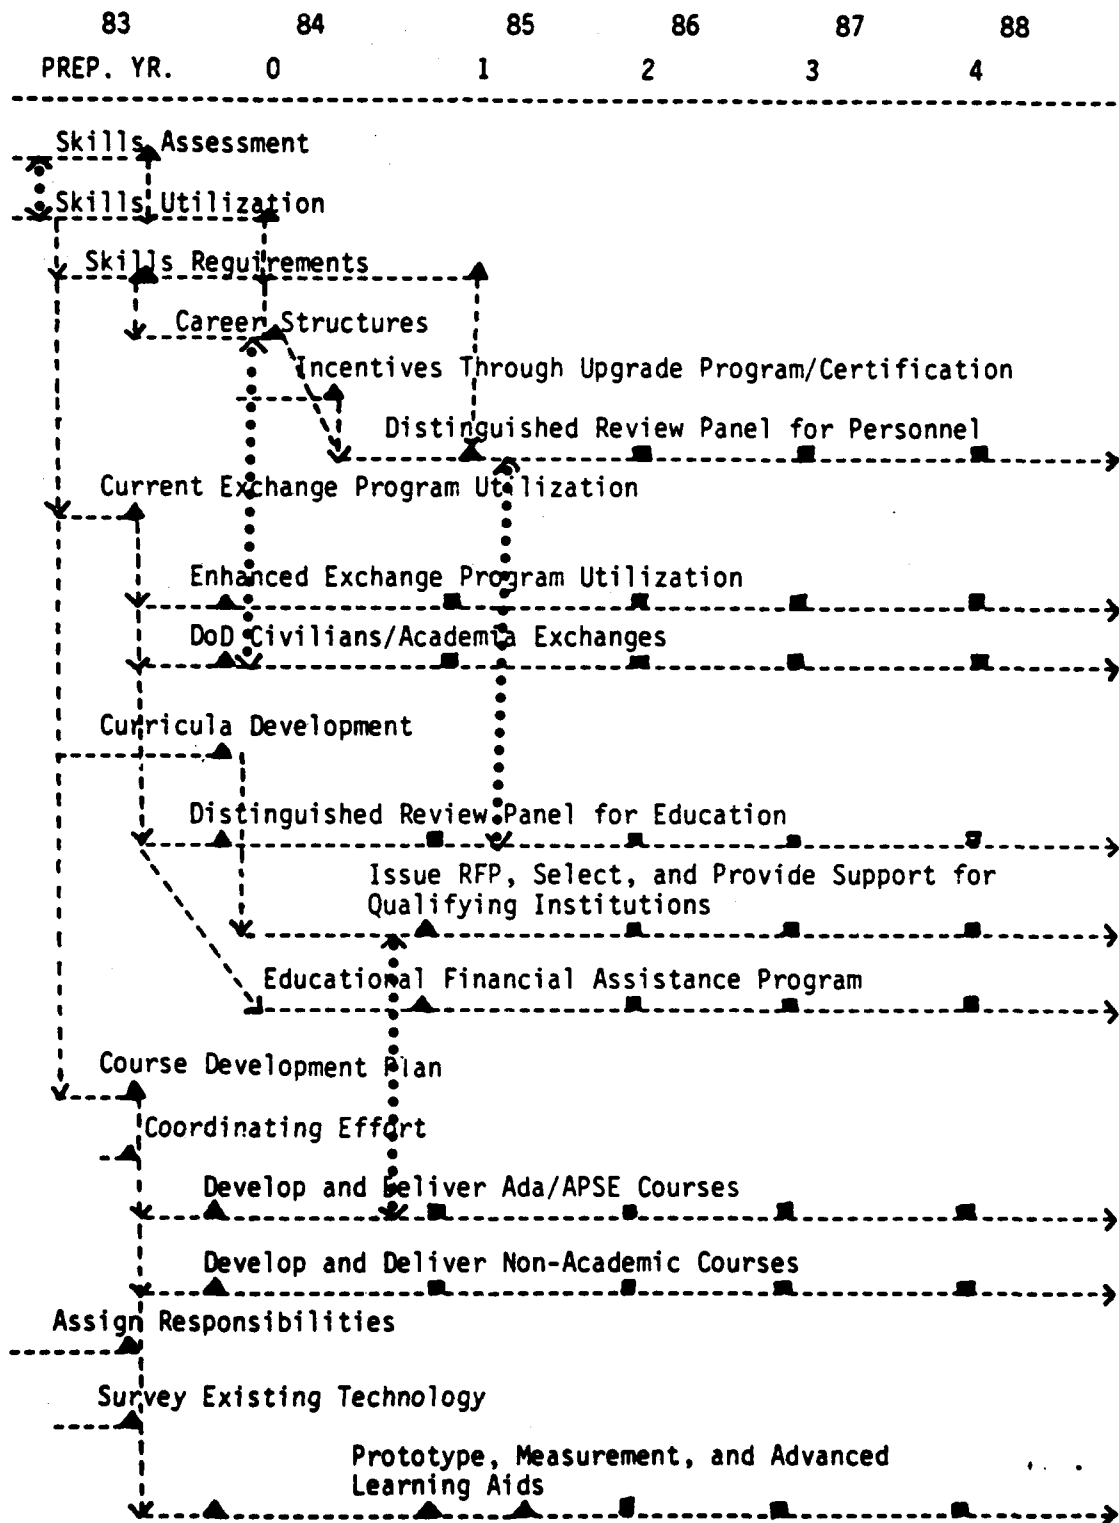 83 84 85 86 87 88
PREP. YR. 0 1 2 3 4
Skills Assessment
Skills Utilization
Skills Reguirements
Career Structures
Incentives Through Upgrade Program/Certification
Distinguished Review Panel for Personnel
Current Exchange Program Utilization
Enhanced Exchange Program Utilization
DoD Civilians/Academia Exchanges
Curricula Development
Distinguished Review Panel for Education
Issue RFP, Select, and Provide Support for
Qualifying Institutions
Educational Financial Assistance Program
Course Development Plan
Coordinating Effort
Develop and Deliver Ada/APSE Courses
Develop and Deliver Non-Academic Courses
Assign Responsibilities
Survey Existing Technology
Prototype, Measurement, and Advanced
Learning Aids